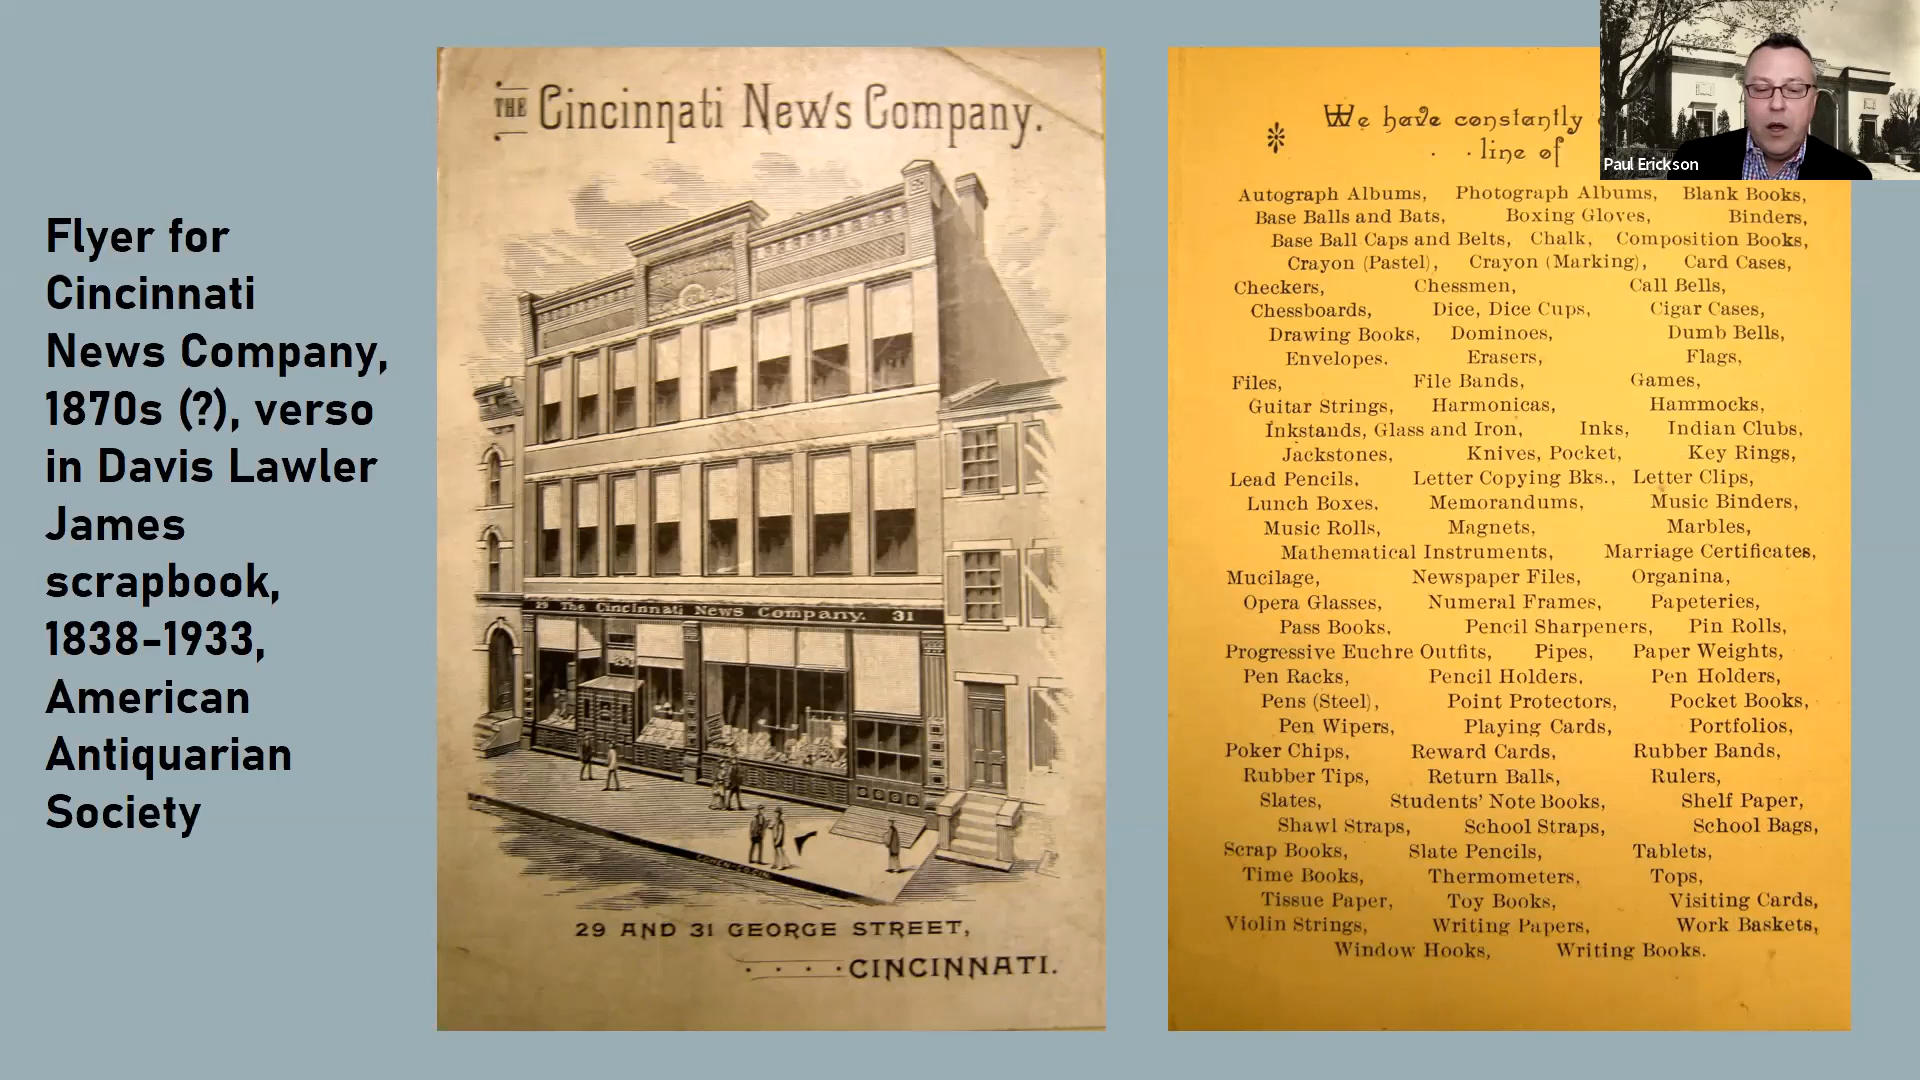 Flyer for
Cincinnati
News Company,
1870s (?), verso
in Davis Lawler
James
scrapbook,
1838-1933,
American
Antiquarian
Society
THE Cincinnati News Company.
29 The Cincinnati News Company. 31
29 AND 31 GEORGE STREET,
CINCINNATI.
We have constantly
line of
Autograph Albums, Photograph Albums, Blank Books,
Base Balls and Bats, Boxing Gloves, Binders,
Base Ball Caps and Belts, Chalk, Composition Books,
Crayon (Pastel), Crayon (Marking), Card Cases,
Checkers, Chessmen, Call Bells,
Chessboards, Dice, Dice Cups, Cigar Cases,
Drawing Books, Dominoes, Dumb Bells,
Envelopes. Erasers, Flags,
Files, File Bands, Games,
Guitar Strings, Harmonicas, Hammocks,
Inkstands, Glass and Iron, Inks, Indian Clubs,
Jackstones, Knives, Pocket, Key Rings,
Lead Pencils, Letter Copying Bks., Letter Clips,
Lunch Boxes, Memorandums, Music Binders,
Music Rolls, Magnets, Marbles,
Mathematical Instruments, Marriage Certificates,
Mucilage, Newspaper Files, Organina,
Opera Glasses, Numeral Frames, Papeteries,
Pass Books, Pencil Sharpeners, Pin Rolls,
Progressive Euchre Outfits, Pipes, Paper Weights,
Pen Racks, Pencil Holders, Pen Holders,
Pens (Steel), Point Protectors, Pocket Books,
Pen Wipers, Playing Cards, Portfolios,
Poker Chips, Reward Cards, Rubber Bands,
Rubber Tips, Return Balls, Rulers,
Slates, Students' Note Books, Shelf Paper,
Shawl Straps, School Straps, School Bags,
Scrap Books, Slate Pencils, Tablets,
Time Books, Thermometers, Tops,
Tissue Paper, Toy Books, Visiting Cards,
Violin Strings, Writing Papers, Work Baskets,
Window Hooks, Writing Books.
Paul Erickson